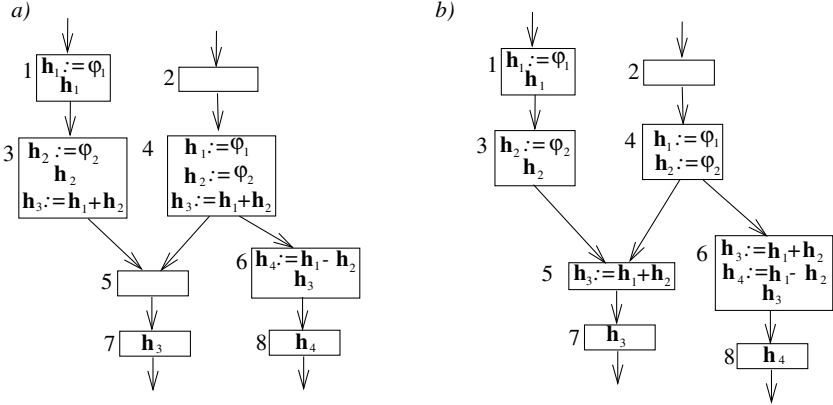 a)
1
h₁:=φ₁
h₁
2
3
h₂:=φ₂
h₂
h₃:=h₁+h₂
4
h₁:=φ₁
h₂:=φ₂
h₃:=h₁+h₂
5
6
h₄:=h₁- h₂
h₃
7
h₃
8
h₄
b)
1
h₁:=φ₁
h₁
2
3
h₂:=φ₂
h₂
4
h₁:=φ₁
h₂:=φ₂
5
h₃:=h₁+h₂
6
h₃:=h₁+h₂
h₄:=h₁- h₂
h₃
7
h₃
8
h₄